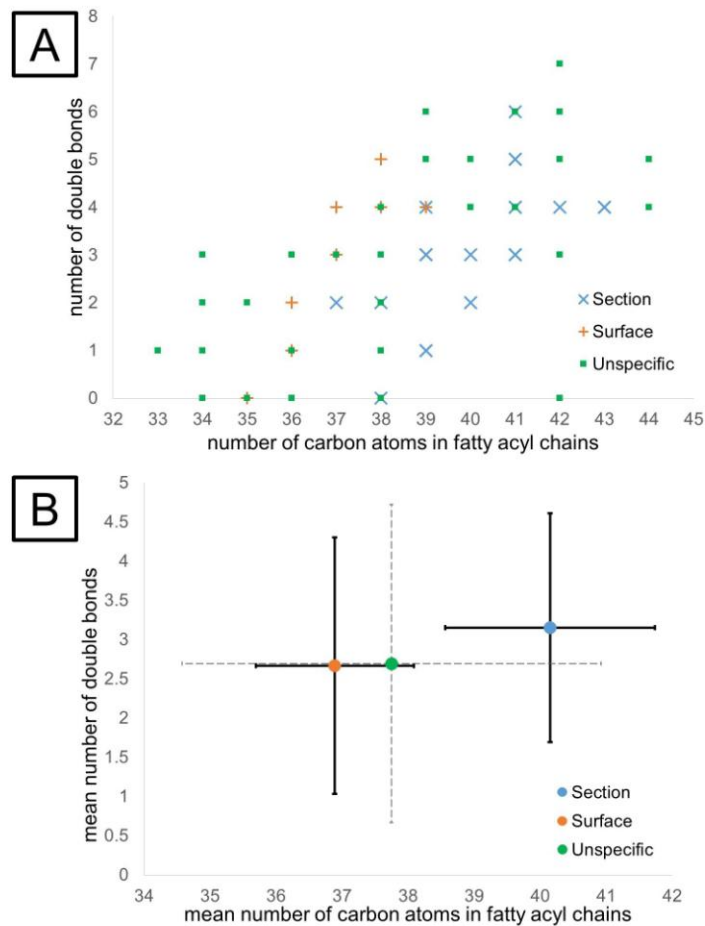 A
8
7
6
5
4
3
2
1
0
number of double bonds
32 33 34 35 36 37 38 39 40 41 42 43 44 45
number of carbon atoms in fatty acyl chains
Section
Surface
Unspecific
B
5
4.5
4
3.5
3
2.5
2
1.5
1
0.5
0
mean number of double bonds
34 35 36 37 38 39 40 41 42
mean number of carbon atoms in fatty acyl chains
Section
Surface
Unspecific